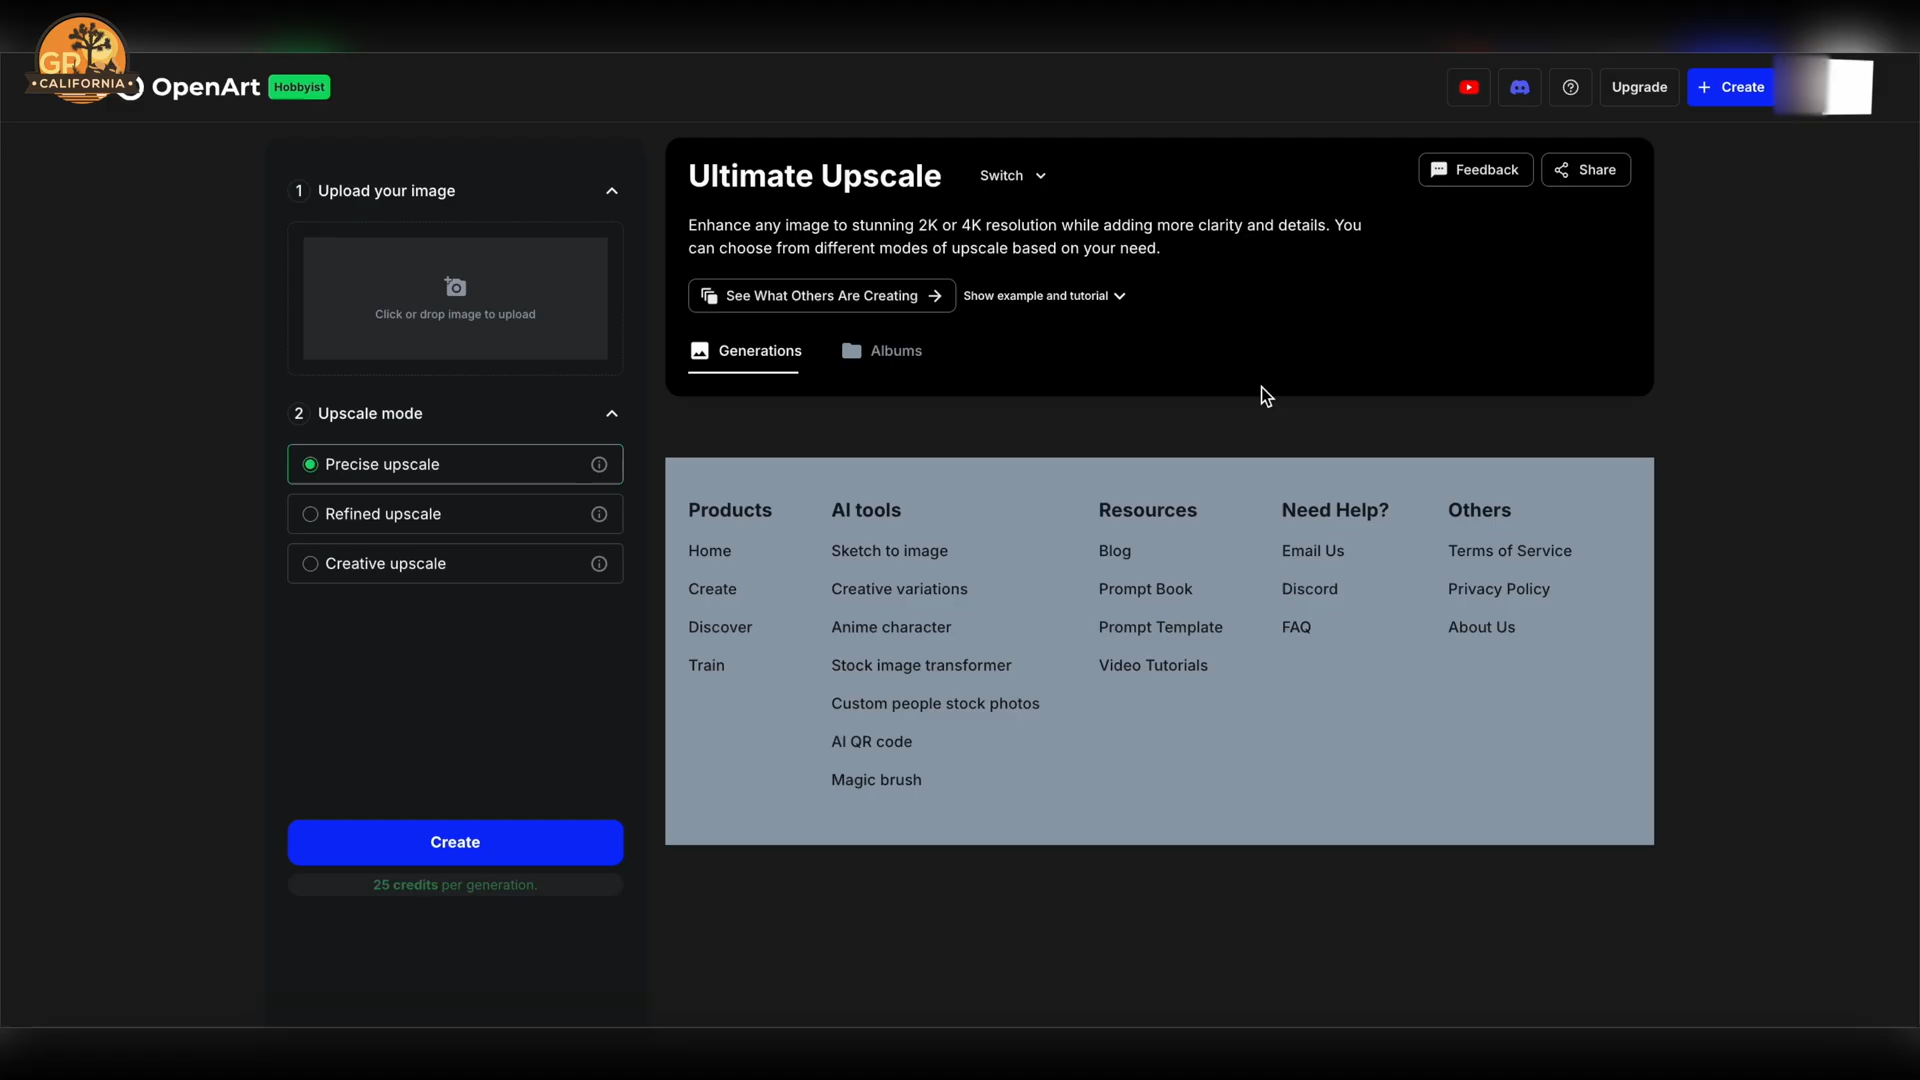 GP
CALIFORNIA
OpenArt
Hobbyist
Upgrade
+ Create
1 Upload your image
Click or drop image to upload
2 Upscale mode
Precise upscale
Refined upscale
Creative upscale
Create
25 credits per generation.
Ultimate Upscale
Switch
Feedback
Share
Enhance any image to stunning 2K or 4K resolution while adding more clarity and details. You
can choose from different modes of upscale based on your need.
See What Others Are Creating
Show example and tutorial
Generations
Albums
Products
Home
Create
Discover
Train
AI tools
Sketch to image
Creative variations
Anime character
Stock image transformer
Custom people stock photos
AI QR code
Magic brush
Resources
Blog
Prompt Book
Prompt Template
Video Tutorials
Need Help?
Email Us
Discord
FAQ
Others
Terms of Service
Privacy Policy
About Us